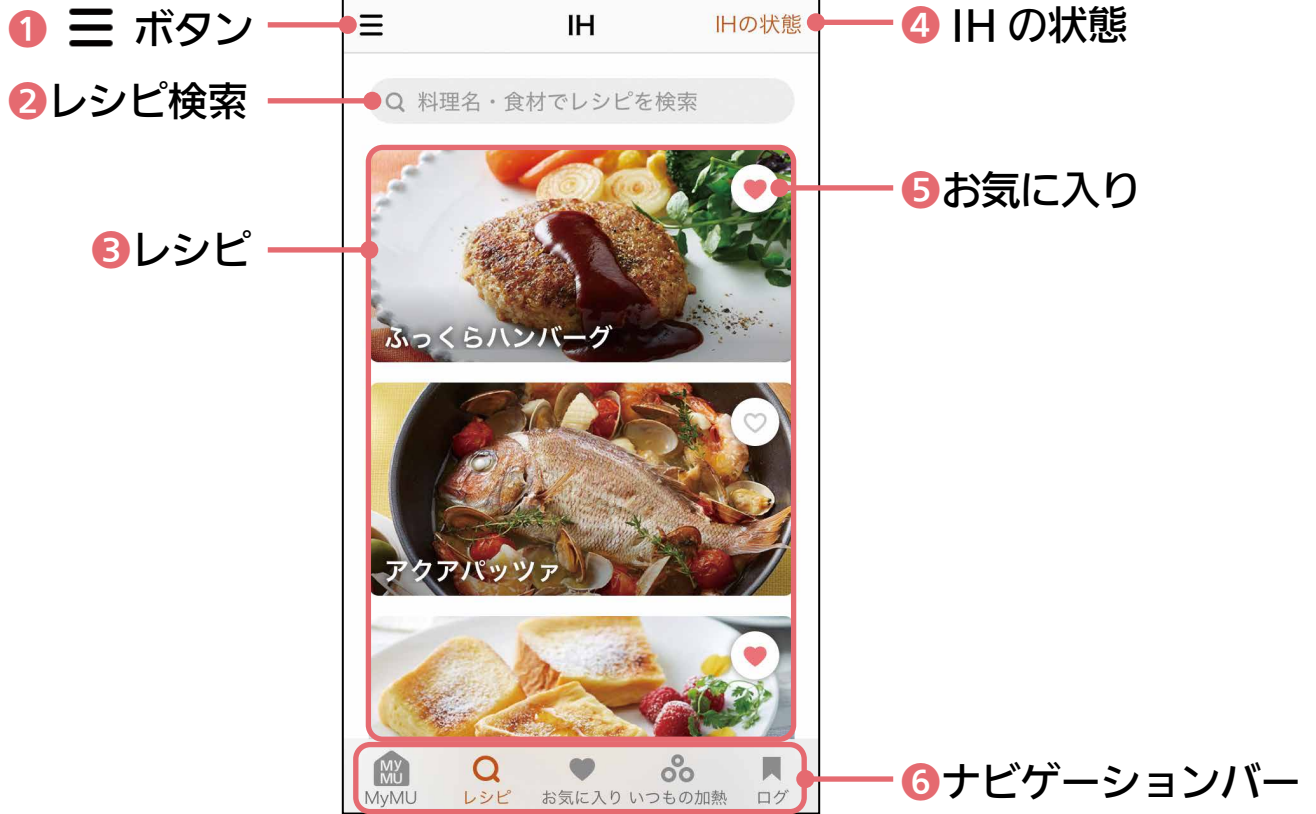 ❶ ☰ ボタン
❷レシピ検索
❸レシピ
IH
IHの状態
料理名・食材でレシピを検索
ふっくらハンバーグ
アクアパッツァ
MyMU
MyMU
レシピ
お気に入り
いつもの加熱
ログ
❹ IH の状態
❺お気に入り
❻ナビゲーションバー